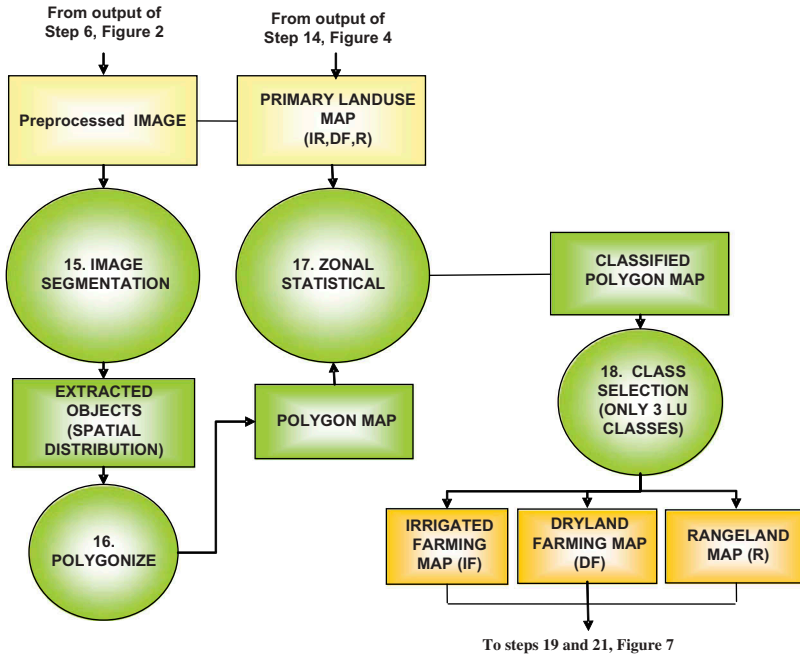 From output of
Step 6, Figure 2
From output of
Step 14, Figure 4
Preprocessed IMAGE
PRIMARY LANDUSE
MAP
(IR,DF,R)
15. IMAGE
SEGMENTATION
17. ZONAL
STATISTICAL
CLASSIFIED
POLYGON MAP
EXTRACTED
OBJECTS
(SPATIAL
DISTRIBUTION)
POLYGON MAP
18. CLASS
SELECTION
(ONLY 3 LU
CLASSES)
16.
POLYGONIZE
IRRIGATED
FARMING
MAP (IF)
DRYLAND
FARMING MAP
(DF)
RANGELAND
MAP (R)
To steps 19 and 21, Figure 7